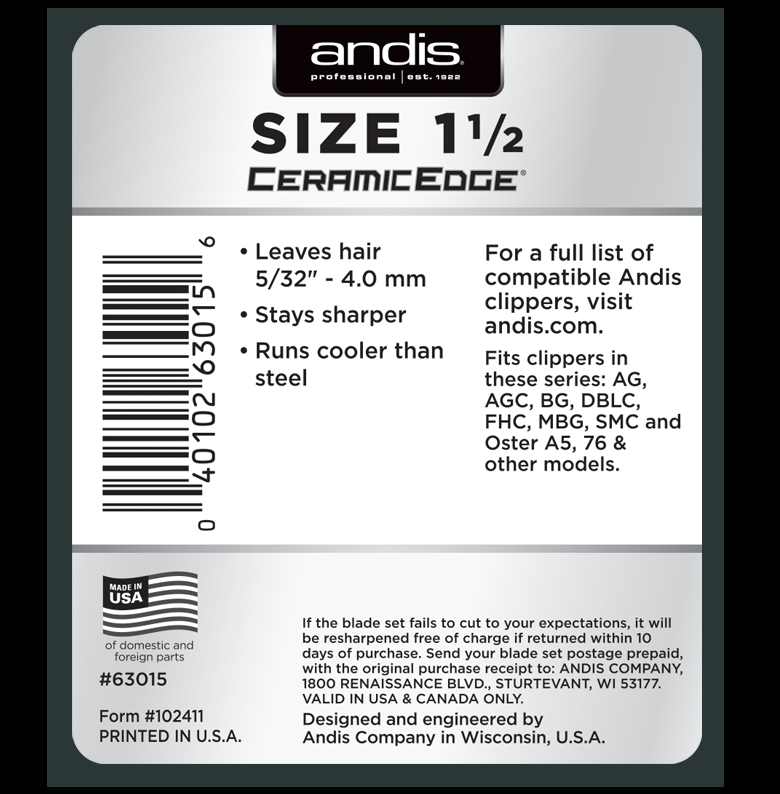 andis®
professional | est. 1922
SIZE 1 1/2
CERAMICEDGE®
• Leaves hair
5/32" - 4.0 mm
• Stays sharper
• Runs cooler than
steel
0 40102 63015 6
For a full list of
compatible Andis
clippers, visit
andis.com.
Fits clippers in
these series: AG,
AGC, BG, DBLC,
FHC, MBG, SMC and
Oster A5, 76 &
other models.
MADE IN
USA
of domestic and
foreign parts
#63015
Form #102411
PRINTED IN U.S.A.
If the blade set fails to cut to your expectations, it will
be resharpened free of charge if returned within 10
days of purchase. Send your blade set postage prepaid,
with the original purchase receipt to: ANDIS COMPANY,
1800 RENAISSANCE BLVD., STURTEVANT, WI 53177.
VALID IN USA & CANADA ONLY.
Designed and engineered by
Andis Company in Wisconsin, U.S.A.